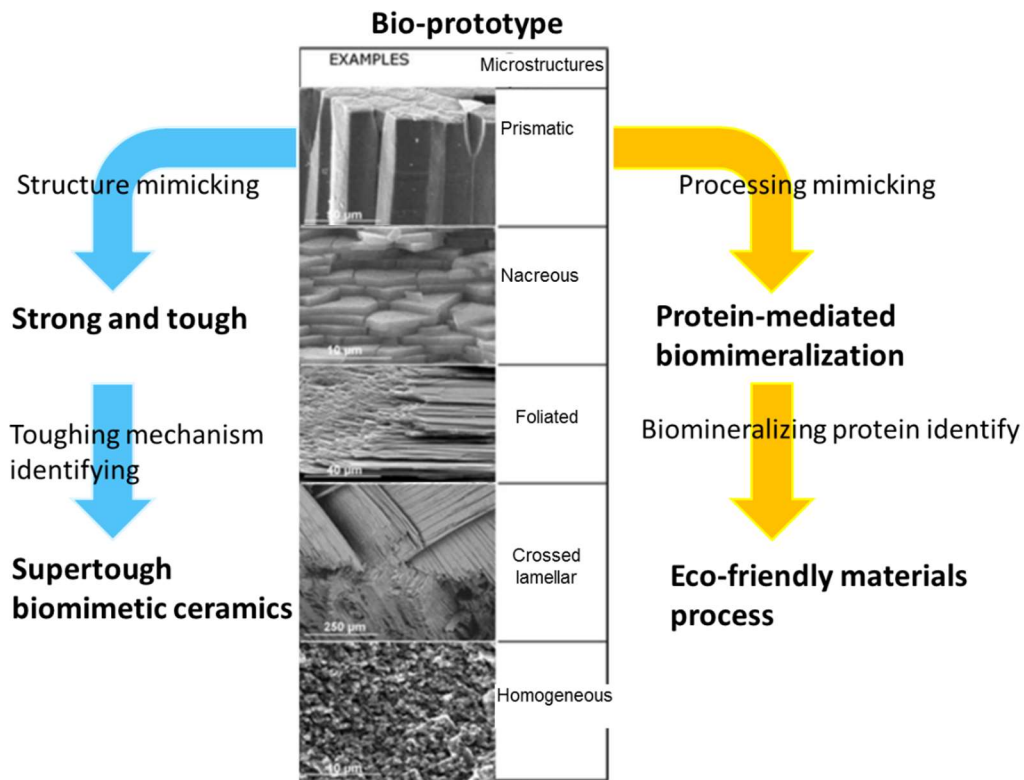 Bio-prototype
EXAMPLES
Microstructures
Prismatic
Structure mimicking
Processing mimicking
Nacreous
10 µm
Strong and tough
Protein-mediated
biomimeralization
Foliated
40 µm
Toughing mechanism
identifying
Biomineralizing protein identify
Crossed
lamellar
250 µm
Supertough
biomimetic ceramics
Eco-friendly materials
process
Homogeneous
10 µm